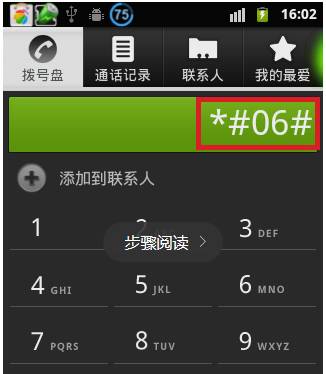 75 16:02
拨号盘 通话记录 联系人 我的最爱
*#06#
添加到联系人
1 2 3 DEF
步骤阅读
4 GHI 5 JKL 6 MNO
7 PQRS 8 TUV 9 WXYZ